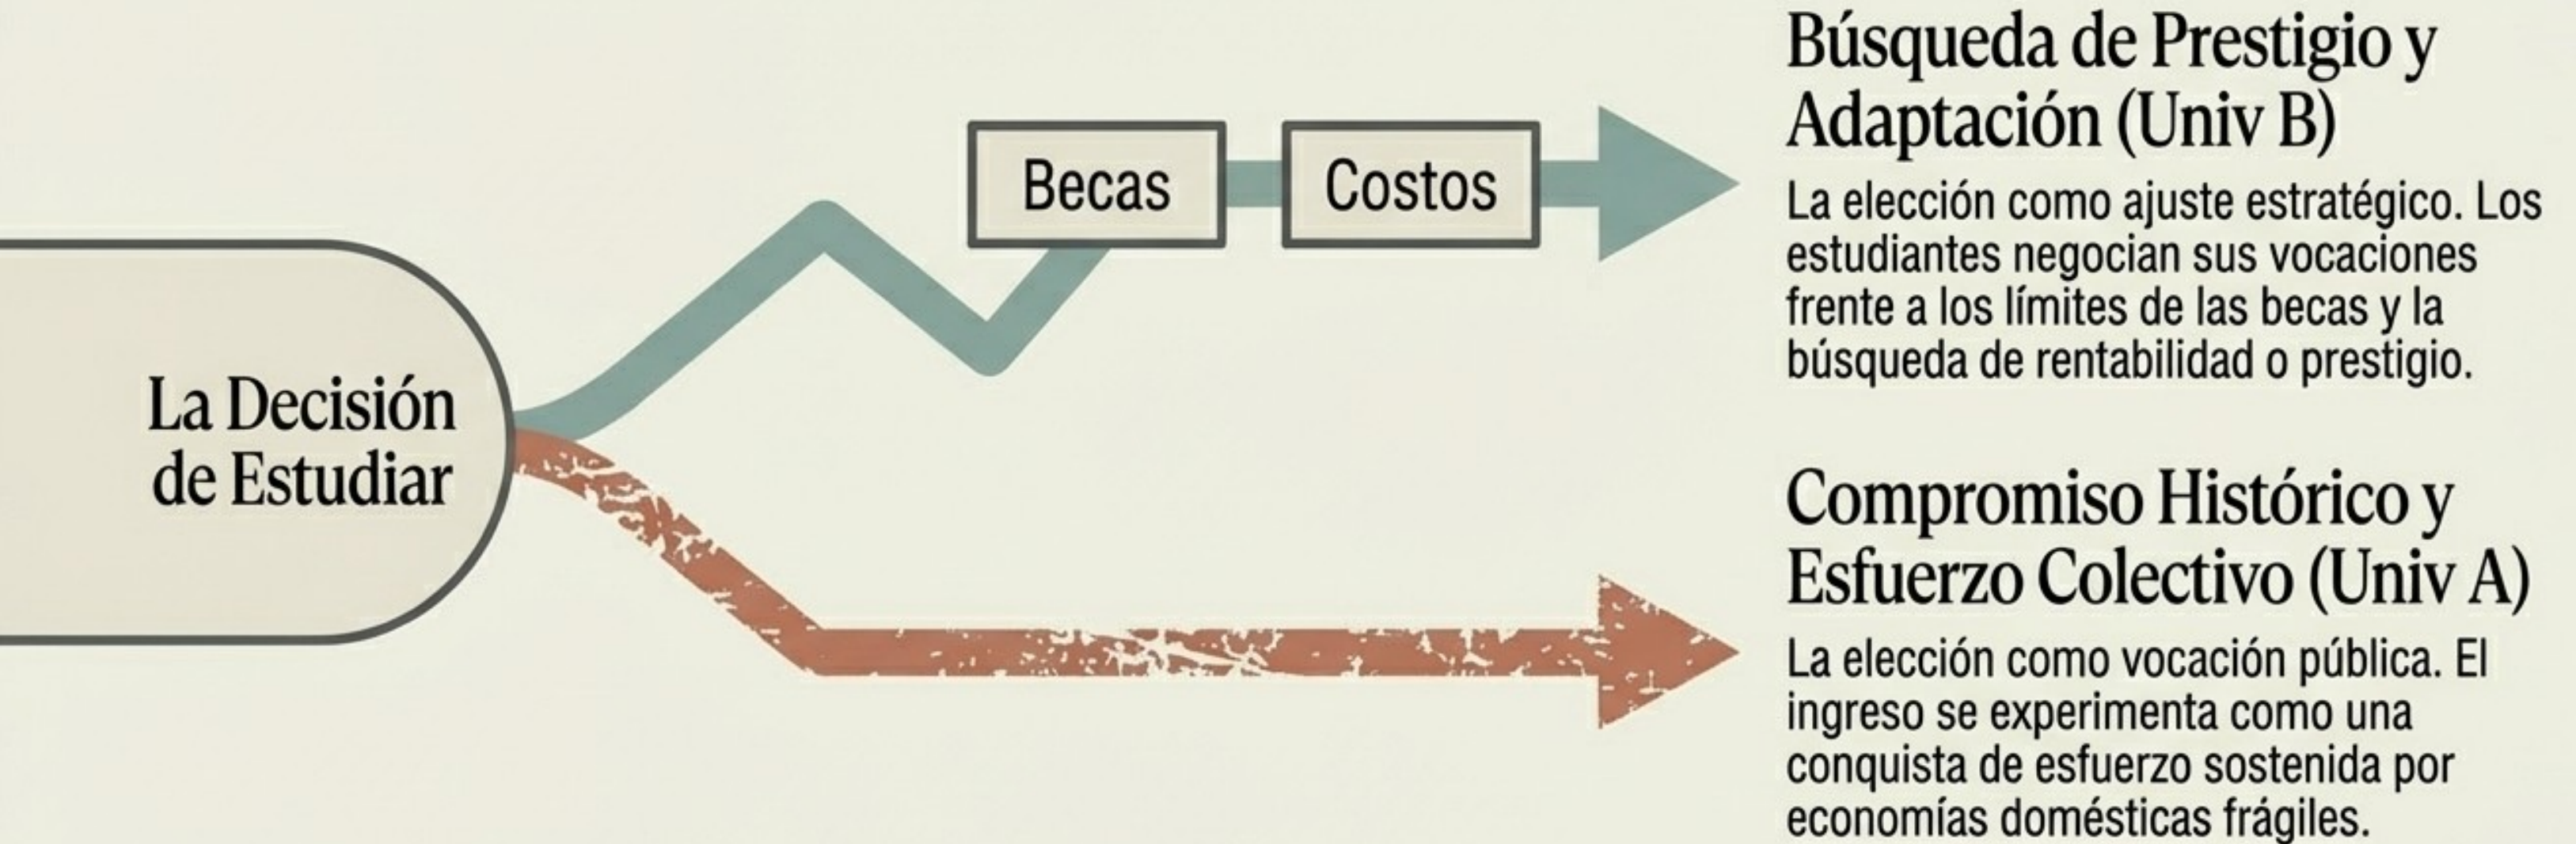 La Decisión
de Estudiar
Becas
Costos
Búsqueda de Prestigio y
Adaptación (Univ B)
La elección como ajuste estratégico. Los
estudiantes negocian sus vocaciones
frente a los límites de las becas y la
búsqueda de rentabilidad o prestigio.
Compromiso Histórico y
Esfuerzo Colectivo (Univ A)
La elección como vocación pública. El
ingreso se experimenta como una
conquista de esfuerzo sostenida por
economías domésticas frágiles.